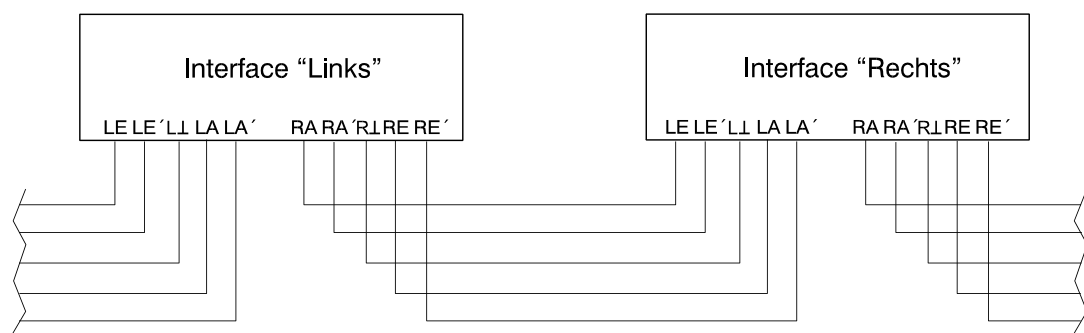 Interface “Links”
Interface “Rechts”
LE LE´ L⊥ LA LA´ RA RA´ R⊥ RE RE´
LE LE´ L⊥ LA LA´ RA RA´ R⊥ RE RE´